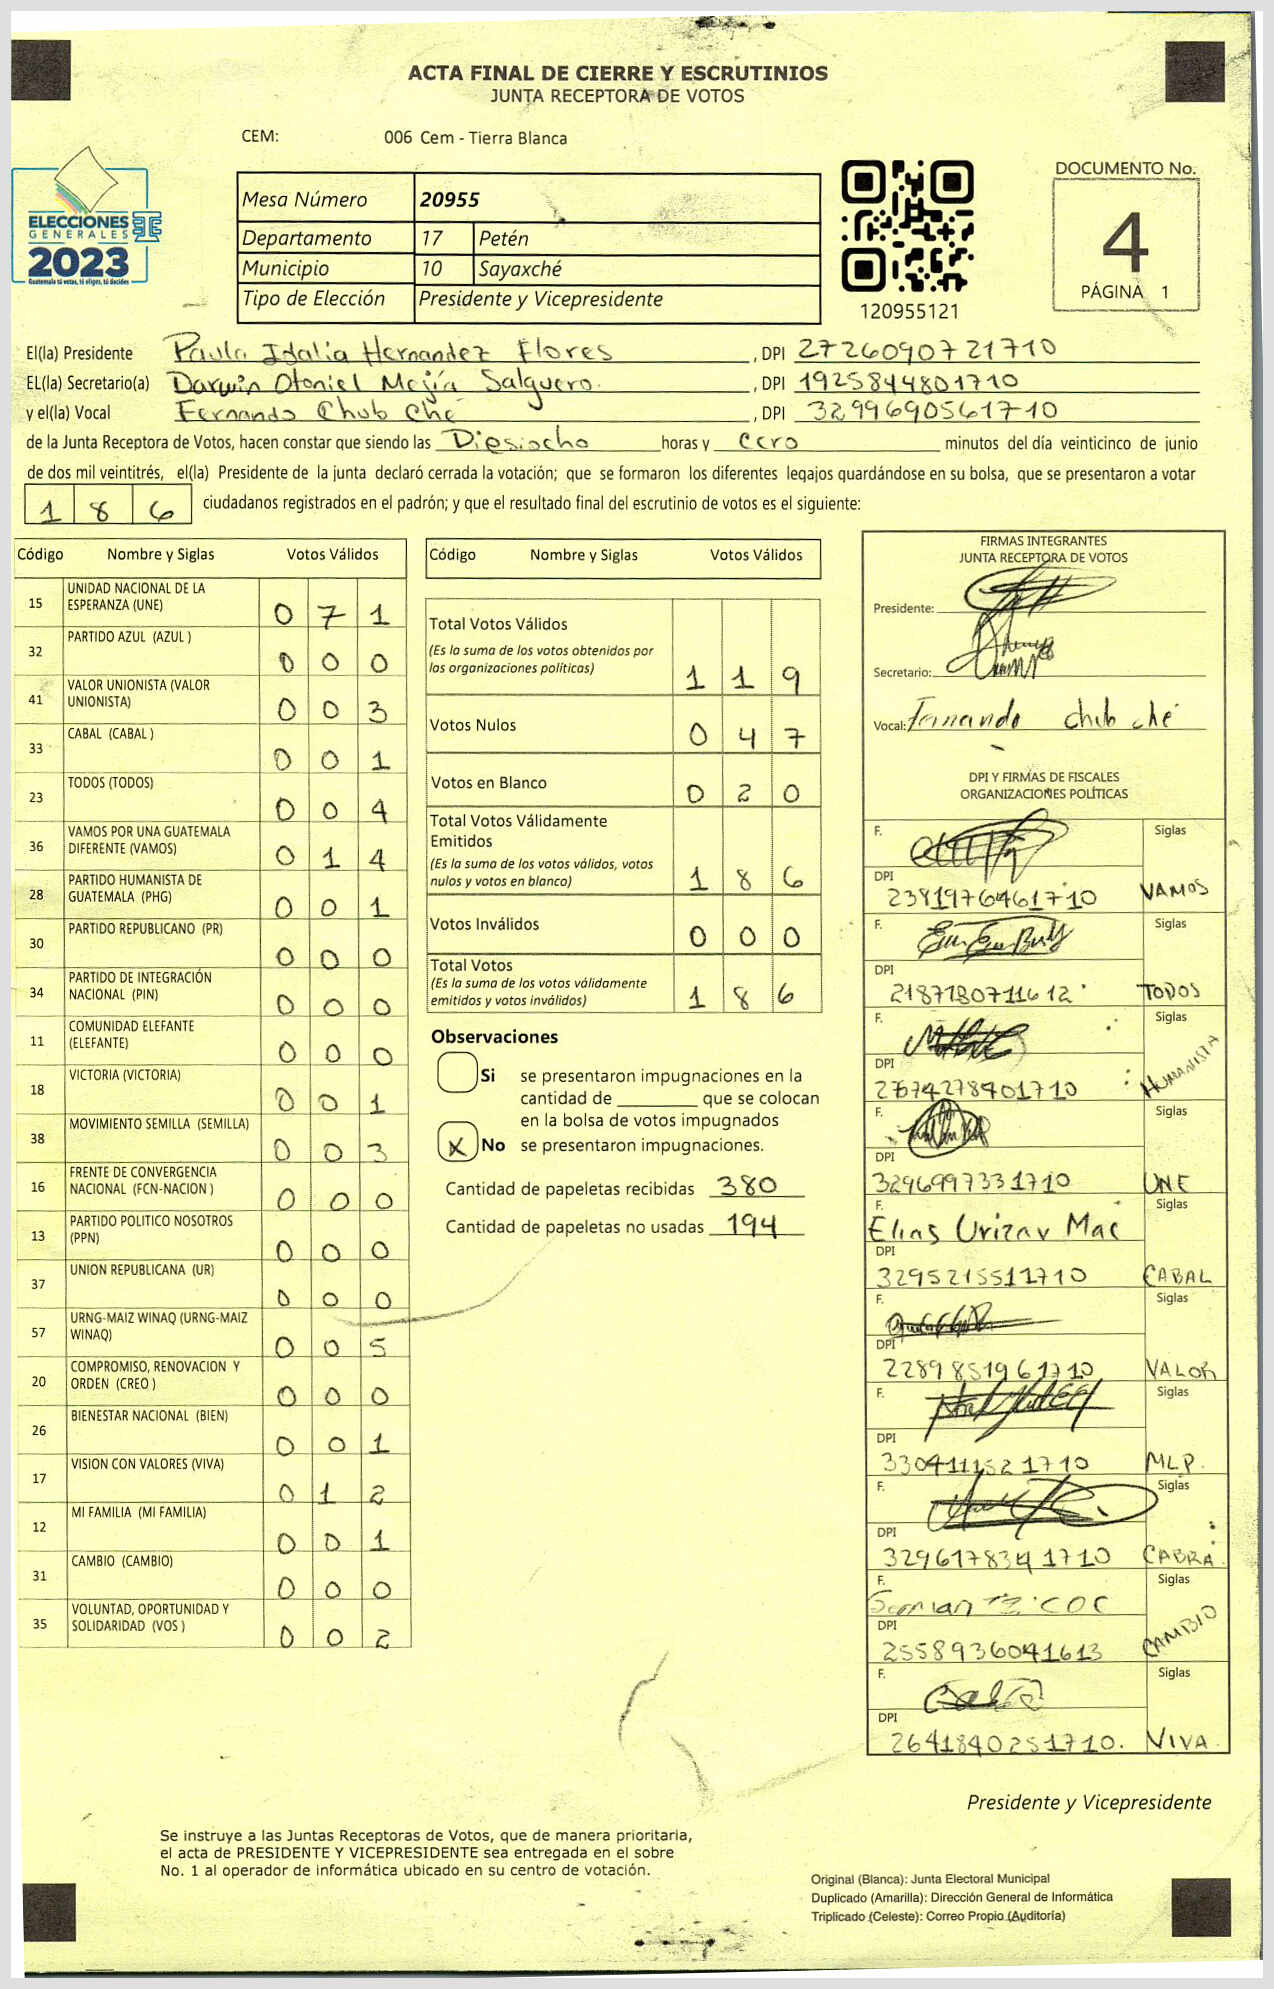 ACTA FINAL DE CIERRE Y ESCRUTINIOS
JUNTA RECEPTORA DE VOTOS
CEM: 006 Cem - Tierra Blanca
ELECCIONES
GENERALES
2023
Guatemala tú votas, tú eliges, tú decides
Mesa Número 20955
Departamento 17 Petén
Municipio 10 Sayaxché
Tipo de Elección Presidente y Vicepresidente
120955121
DOCUMENTO No.
4
PÁGINA 1
El(la) Presidente Paula Idalia Hernandez Flores , DPI 2726090721710
EL(la) Secretario(a) Darwin Otoniel Mejía Salguero. , DPI 1925844801710
y el(la) Vocal Fernando Chub Ché , DPI 3299690561710
de la Junta Receptora de Votos, hacen constar que siendo las Diesiocho horas y cero minutos del día veinticinco de junio
de dos mil veintitrés, el(la) Presidente de la junta declaró cerrada la votación; que se formaron los diferentes legajos guardándose en su bolsa, que se presentaron a votar
1 8 6 ciudadanos registrados en el padrón; y que el resultado final del escrutinio de votos es el siguiente:
Código Nombre y Siglas Votos Válidos
15 UNIDAD NACIONAL DE LA ESPERANZA (UNE) 0 7 1
32 PARTIDO AZUL (AZUL ) 0 0 0
41 VALOR UNIONISTA (VALOR UNIONISTA) 0 0 3
33 CABAL (CABAL ) 0 0 1
23 TODOS (TODOS) 0 0 4
36 VAMOS POR UNA GUATEMALA DIFERENTE (VAMOS) 0 1 4
28 PARTIDO HUMANISTA DE GUATEMALA (PHG) 0 0 1
30 PARTIDO REPUBLICANO (PR) 0 0 0
34 PARTIDO DE INTEGRACIÓN NACIONAL (PIN) 0 0 0
11 COMUNIDAD ELEFANTE (ELEFANTE) 0 0 0
18 VICTORIA (VICTORIA) 0 0 1
38 MOVIMIENTO SEMILLA (SEMILLA) 0 0 3
16 FRENTE DE CONVERGENCIA NACIONAL (FCN-NACION ) 0 0 0
13 PARTIDO POLITICO NOSOTROS (PPN) 0 0 0
37 UNION REPUBLICANA (UR) 0 0 0
57 URNG-MAIZ WINAQ (URNG-MAIZ WINAQ) 0 0 5
20 COMPROMISO, RENOVACION Y ORDEN (CREO ) 0 0 0
26 BIENESTAR NACIONAL (BIEN) 0 0 1
17 VISION CON VALORES (VIVA) 0 1 2
12 MI FAMILIA (MI FAMILIA) 0 0 1
31 CAMBIO (CAMBIO) 0 0 0
35 VOLUNTAD, OPORTUNIDAD Y SOLIDARIDAD (VOS ) 0 0 2
Código Nombre y Siglas Votos Válidos
Total Votos Válidos
(Es la suma de los votos obtenidos por
las organizaciones políticas) 1 1 9
Votos Nulos 0 4 7
Votos en Blanco 0 2 0
Total Votos Válidamente
Emitidos
(Es la suma de los votos válidos, votos
nulos y votos en blanco) 1 8 6
Votos Inválidos 0 0 0
Total Votos
(Es la suma de los votos válidamente
emitidos y votos inválidos) 1 8 6
Observaciones
Si se presentaron impugnaciones en la
cantidad de ________ que se colocan
en la bolsa de votos impugnados
X No se presentaron impugnaciones.
Cantidad de papeletas recibidas 380
Cantidad de papeletas no usadas 194
FIRMAS INTEGRANTES
JUNTA RECEPTORA DE VOTOS
Presidente:
Secretario:
Vocal: Fernando chub ché
DPI Y FIRMAS DE FISCALES
ORGANIZACIONES POLÍTICAS
F. Siglas
DPI 2381976461710 VAMOS
F. Siglas
DPI 2187780711612 TODOS
F. Siglas
DPI 2767427840 1710 HUMANISTA
F. Siglas
DPI 3296997331710 UNE
F. Elias Urizar Mac Siglas
DPI 3295215511710 CABAL
F. Siglas
DPI 2289851961710 VALOR
F. Siglas
DPI 3304111521710 MLP.
F. Siglas
DPI 3296178341710 CABRA.
F. Siglas
DPI 2558936041613 CAMBIO
F. Siglas
DPI 2641840251710. VIVA.
Presidente y Vicepresidente
Se instruye a las Juntas Receptoras de Votos, que de manera prioritaria,
el acta de PRESIDENTE Y VICEPRESIDENTE sea entregada en el sobre
No. 1 al operador de informática ubicado en su centro de votación.
Original (Blanca): Junta Electoral Municipal
Duplicado (Amarilla): Dirección General de Informática
Triplicado (Celeste): Correo Propio (Auditoría)